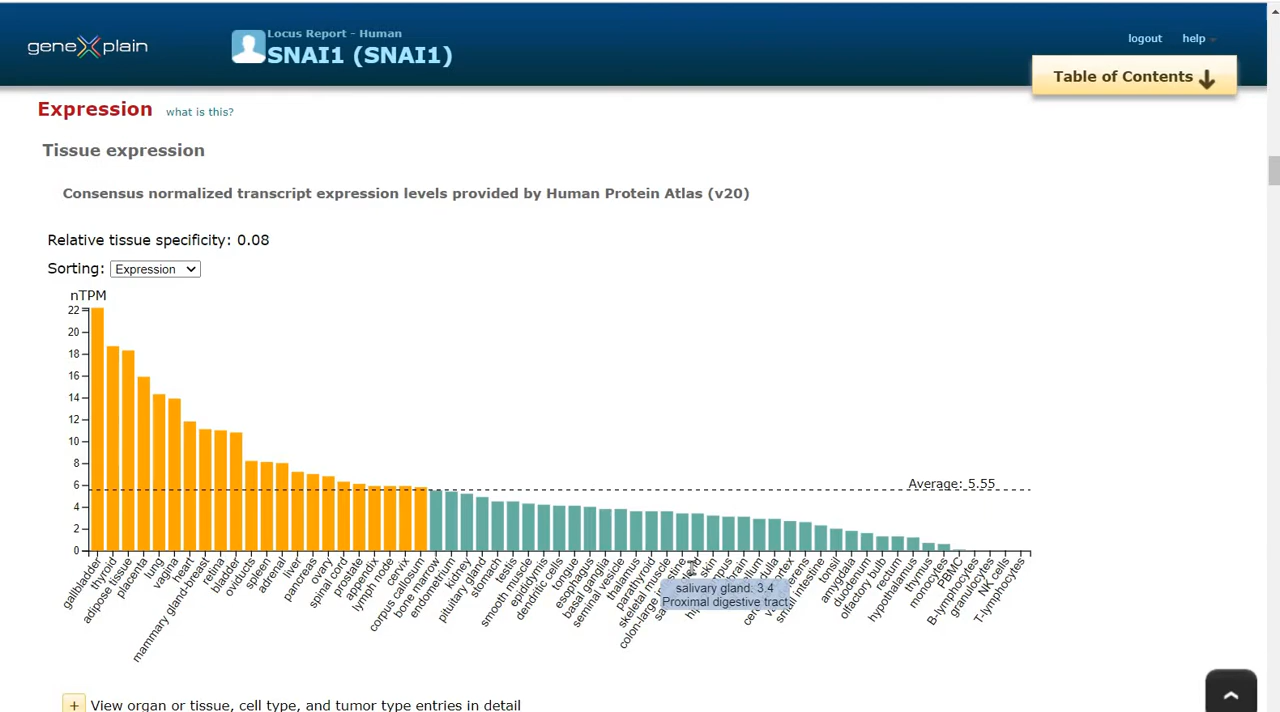 geneXplain
Locus Report - Human
SNAI1 (SNAI1)
logout
help
Table of Contents
Expression
what is this?
Tissue expression
Consensus normalized transcript expression levels provided by Human Protein Atlas (v20)
Relative tissue specificity: 0.08
Sorting:
Expression
nTPM
22
20
18
16
14
12
10
8
6
4
2
0
Average: 5.55
gallbladder
thyroid
adipose tissue
placenta
lung
vagina
heart
mammary gland-breast
retina
bladder
oviducts
spleen
adrenal
liver
pancreas
ovary
spinal cord
prostate
appendix
lymph node
cervix
corpus callosum
bone marrow
endometrium
kidney
pituitary gland
stomach
testis
smooth muscle
epididymis
dendritic cells
tongue
esophagus
basal ganglia
seminal vesicle
thalamus
parathyroid
skeletal muscle
skin
small intestine
tonsil
amygdala
duodenum
olfactory bulb
rectum
hypothalamus
thymus
monocytes
PBMC
B-lymphocytes
granulocytes
NK cells
T-lymphocytes
salivary gland: 3.4
Proximal digestive tract
+ View organ or tissue, cell type, and tumor type entries in detail